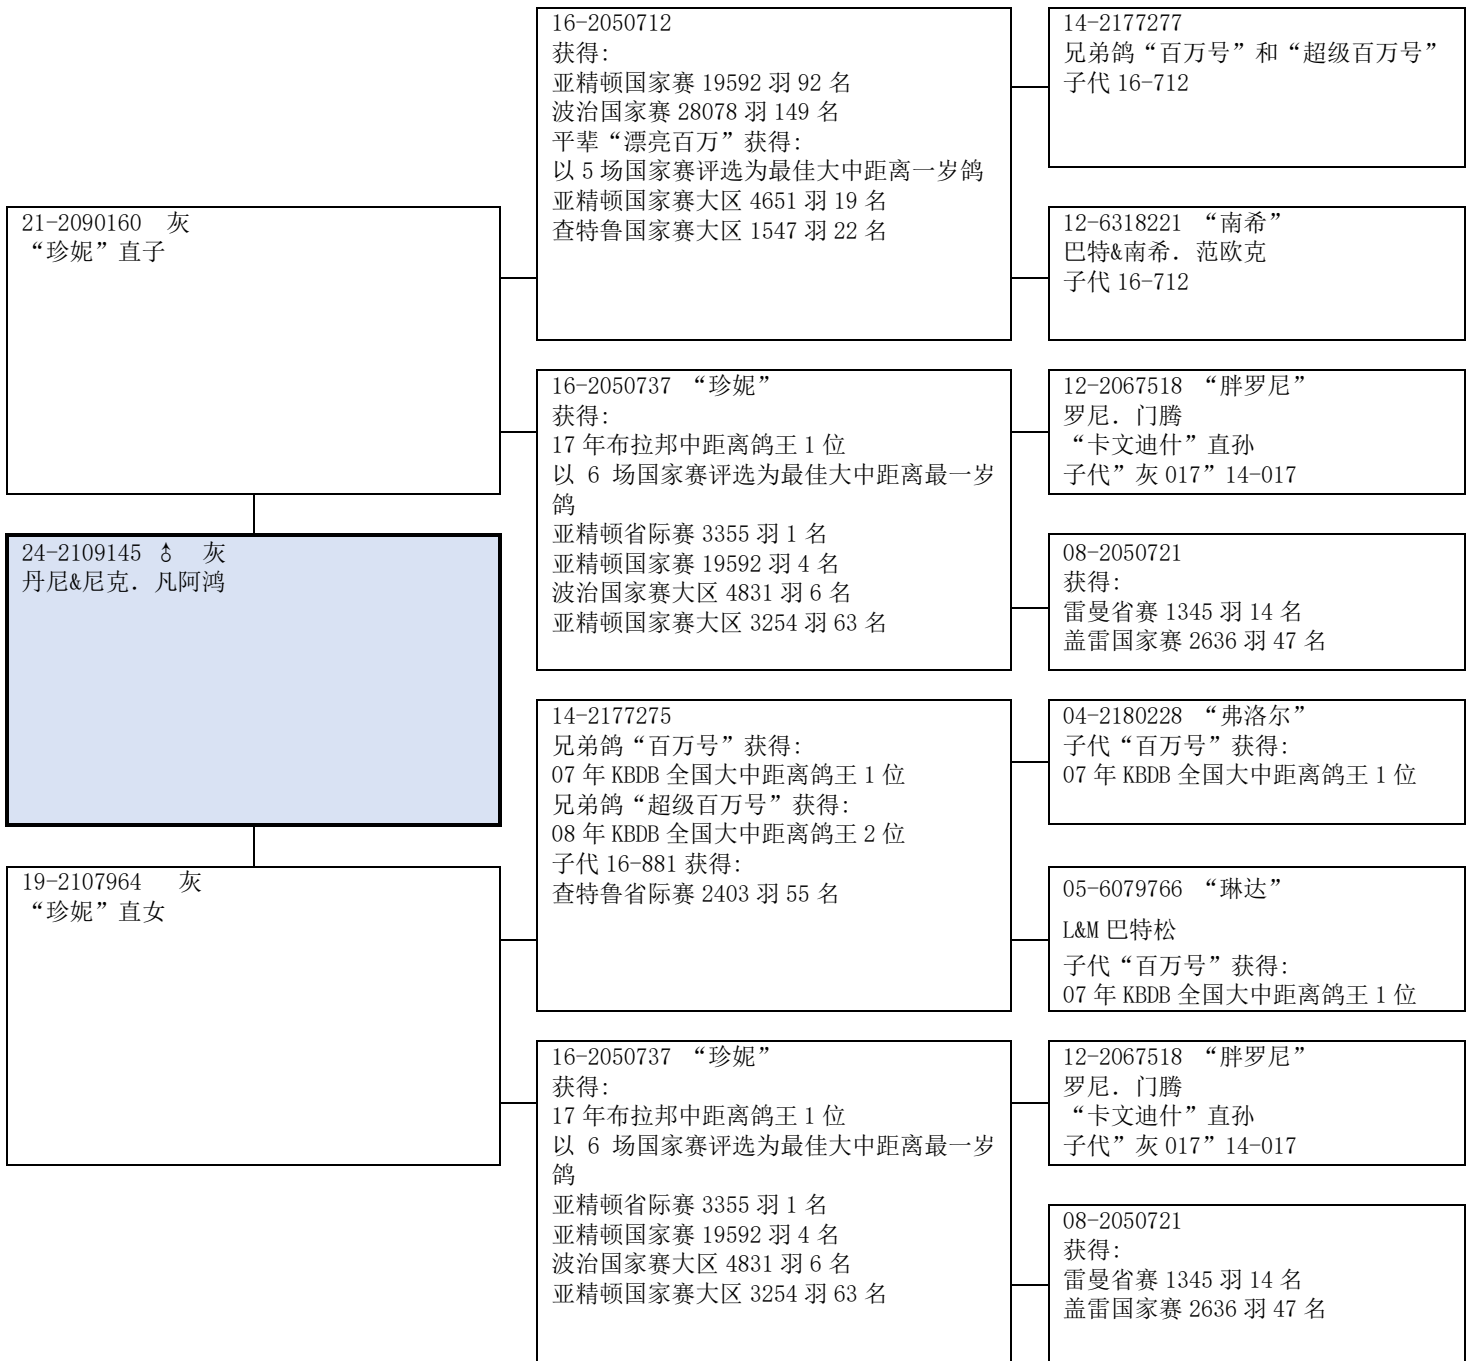 21-2090160 灰
“珍妮”直子
24-2109145 ♁ 灰
丹尼&尼克．凡阿鸿
19-2107964 灰
“珍妮”直女
16-2050712
获得:
亚精顿国家赛 19592 羽 92 名
波治国家赛 28078 羽 149 名
平辈“漂亮百万”获得:
以 5 场国家赛评选为最佳大中距离一岁鸽
亚精顿国家赛大区 4651 羽 19 名
查特鲁国家赛大区 1547 羽 22 名
16-2050737 “珍妮”
获得:
17 年布拉邦中距离鸽王 1 位
以 6 场国家赛评选为最佳大中距离最一岁
鸽
亚精顿省际赛 3355 羽 1 名
亚精顿国家赛 19592 羽 4 名
波治国家赛大区 4831 羽 6 名
亚精顿国家赛大区 3254 羽 63 名
14-2177275
兄弟鸽“百万号”获得:
07 年 KBDB 全国大中距离鸽王 1 位
兄弟鸽“超级百万号”获得:
08 年 KBDB 全国大中距离鸽王 2 位
子代 16-881 获得:
查特鲁省际赛 2403 羽 55 名
16-2050737 “珍妮”
获得:
17 年布拉邦中距离鸽王 1 位
以 6 场国家赛评选为最佳大中距离最一岁
鸽
亚精顿省际赛 3355 羽 1 名
亚精顿国家赛 19592 羽 4 名
波治国家赛大区 4831 羽 6 名
亚精顿国家赛大区 3254 羽 63 名
14-2177277
兄弟鸽“百万号”和“超级百万号”
子代 16-712
12-6318221 “南希”
巴特&南希．范欧克
子代 16-712
12-2067518 “胖罗尼”
罗尼．门腾
“卡文迪什”直孙
子代”灰 017”14-017
08-2050721
获得:
雷曼省赛 1345 羽 14 名
盖雷国家赛 2636 羽 47 名
04-2180228 “弗洛尔”
子代“百万号”获得:
07 年 KBDB 全国大中距离鸽王 1 位
05-6079766 “琳达”
L&M 巴特松
子代“百万号”获得:
07 年 KBDB 全国大中距离鸽王 1 位
12-2067518 “胖罗尼”
罗尼．门腾
“卡文迪什”直孙
子代”灰 017”14-017
08-2050721
获得:
雷曼省赛 1345 羽 14 名
盖雷国家赛 2636 羽 47 名